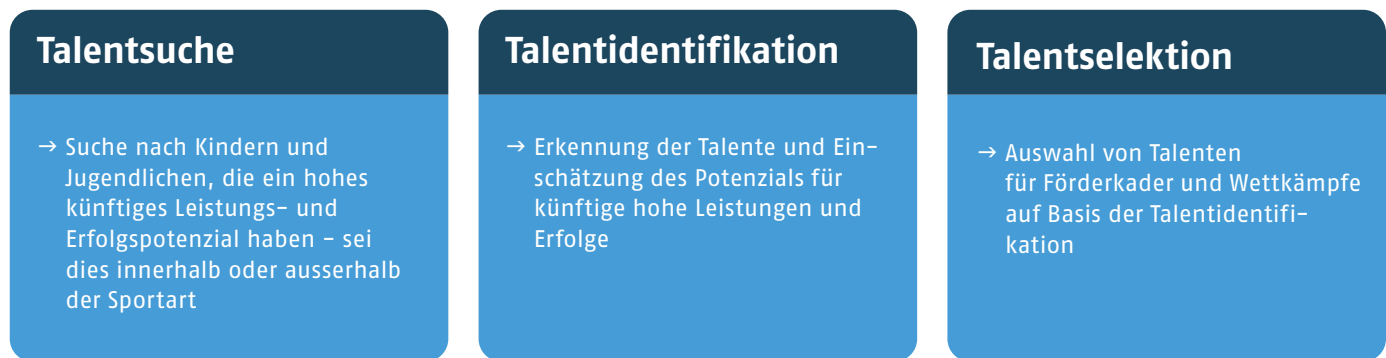 Talentsuche
→ Suche nach Kindern und
Jugendlichen, die ein hohes
künftiges Leistungs- und
Erfolgspotenzial haben – sei
dies innerhalb oder ausserhalb
der Sportart
Talentidentifikation
→ Erkennung der Talente und Ein-
schätzung des Potenzials für
künftige hohe Leistungen und
Erfolge
Talentselektion
→ Auswahl von Talenten
für Förderkader und Wettkämpfe
auf Basis der Talentidentifi-
kation